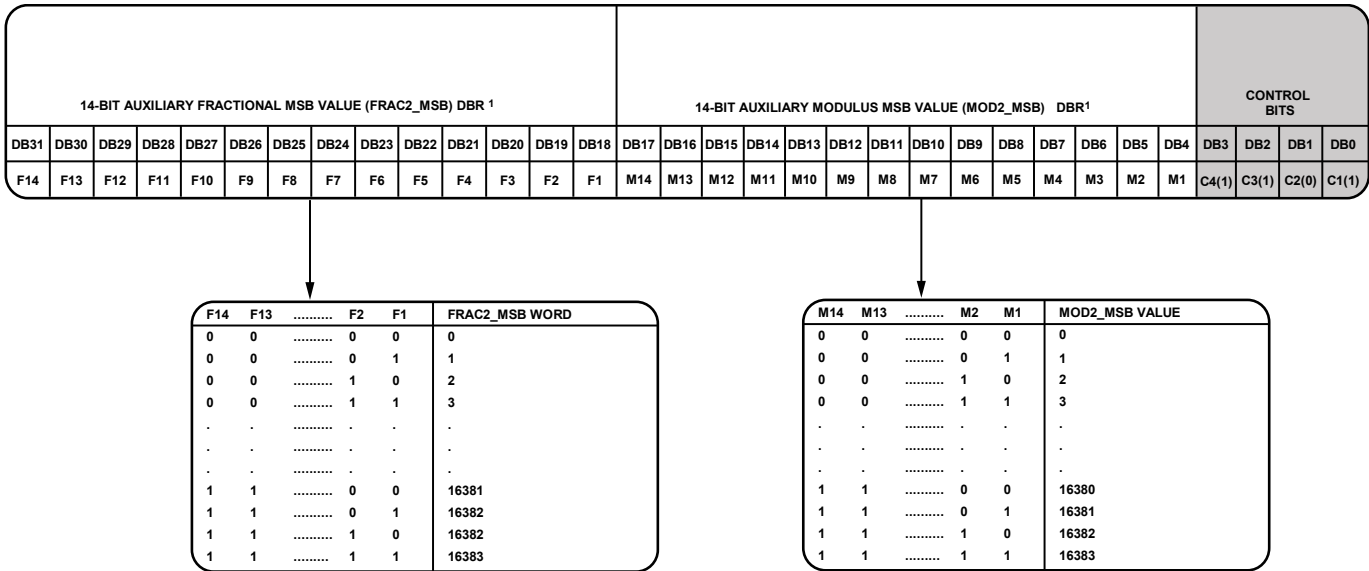 14-BIT AUXILIARY FRACTIONAL MSB VALUE (FRAC2_MSB) DBR 1
14-BIT AUXILIARY MODULUS MSB VALUE (MOD2_MSB) DBR1
CONTROL
BITS
DB31 DB30 DB29 DB28 DB27 DB26 DB25 DB24 DB23 DB22 DB21 DB20 DB19 DB18 DB17 DB16 DB15 DB14 DB13 DB12 DB11 DB10 DB9 DB8 DB7 DB6 DB5 DB4 DB3 DB2 DB1 DB0
F14 F13 F12 F11 F10 F9 F8 F7 F6 F5 F4 F3 F2 F1 M14 M13 M12 M11 M10 M9 M8 M7 M6 M5 M4 M3 M2 M1 C4(1) C3(1) C2(0) C1(1)
F14 F13 .......... F2 F1 FRAC2_MSB WORD
0 0 .......... 0 0 0
0 0 .......... 0 1 1
0 0 .......... 1 0 2
0 0 .......... 1 1 3
. . .......... . . .
. . .......... . . .
. . .......... . . .
1 1 .......... 0 0 16381
1 1 .......... 0 1 16382
1 1 .......... 1 0 16382
1 1 ......... 1 1 16383
M14 M13 .......... M2 M1 MOD2_MSB VALUE
0 0 .......... 0 0 0
0 0 .......... 0 1 1
0 0 .......... 1 0 2
0 0 .......... 1 1 3
. . .......... . . .
. . .......... . . .
. . .......... . . .
1 1 .......... 0 0 16380
1 1 .......... 0 1 16381
1 1 .......... 1 0 16382
1 1 ......... 1 1 16383